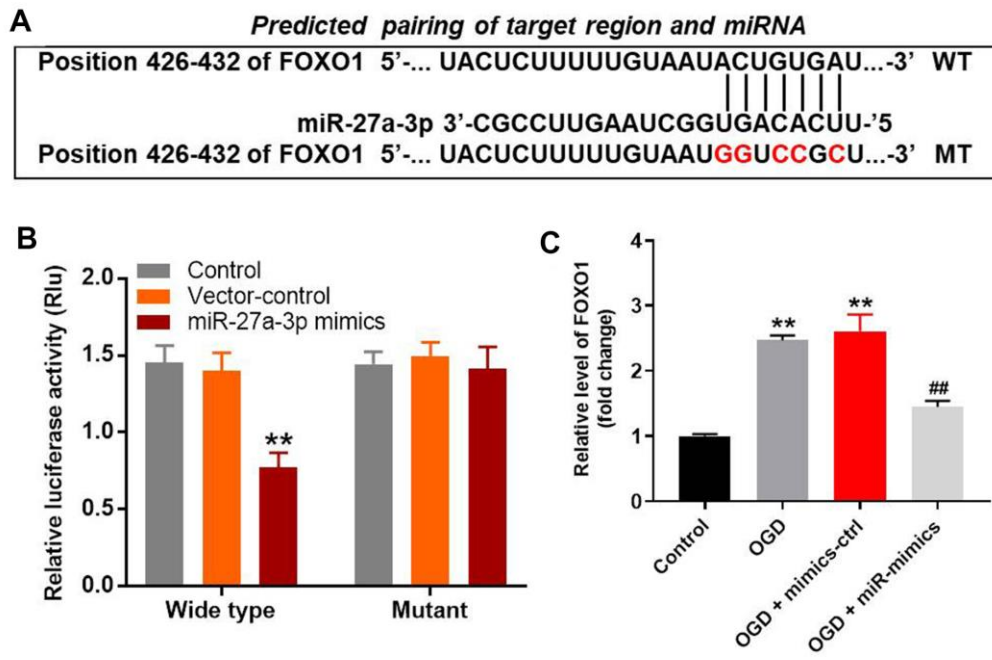 A
Predicted pairing of target region and miRNA
Position 426-432 of FOXO1 5'-... UACUCUUUUUGUAAUACUGUGAU...-3' WT
miR-27a-3p 3'-CGCCUUGAAUCGGUGACACUU-'5
Position 426-432 of FOXO1 5'-... UACUCUUUUUGUAAUGGUCCGCU...-3' MT
B
Relative luciferase activity (Rlu)
2.0
1.5
1.0
0.5
0.0
Control
Vector-control
miR-27a-3p mimics
**
Wide type
Mutant
C
Relative level of FOXO1
(fold change)
4
3
2
1
0
**
**
##
Control
OGD
OGD + mimics-ctrl
OGD + miR-mimics